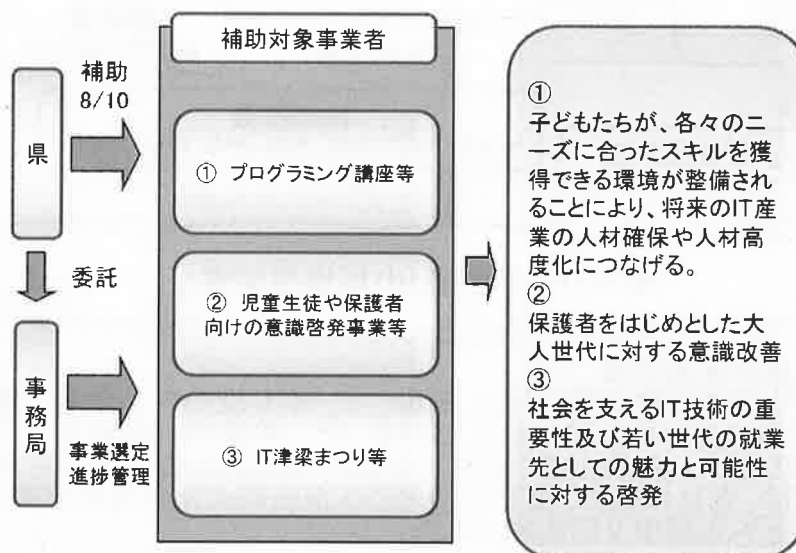 補助対象事業者
補助
8/10
県
委託
事務局
事業選定
進捗管理
① プログラミング講座等
② 児童生徒や保護者
向けの意識啓発事業等
③ IT津梁まつり等
①
子どもたちが、各々のニ
ーズに合ったスキルを獲
得できる環境が整備され
ることにより、将来のIT産
業の人材確保や人材高
度化につなげる。
②
保護者をはじめとした大
人世代に対する意識改善
③
社会を支えるIT技術の重
要性及び若い世代の就業
先としての魅力と可能性
に対する啓発